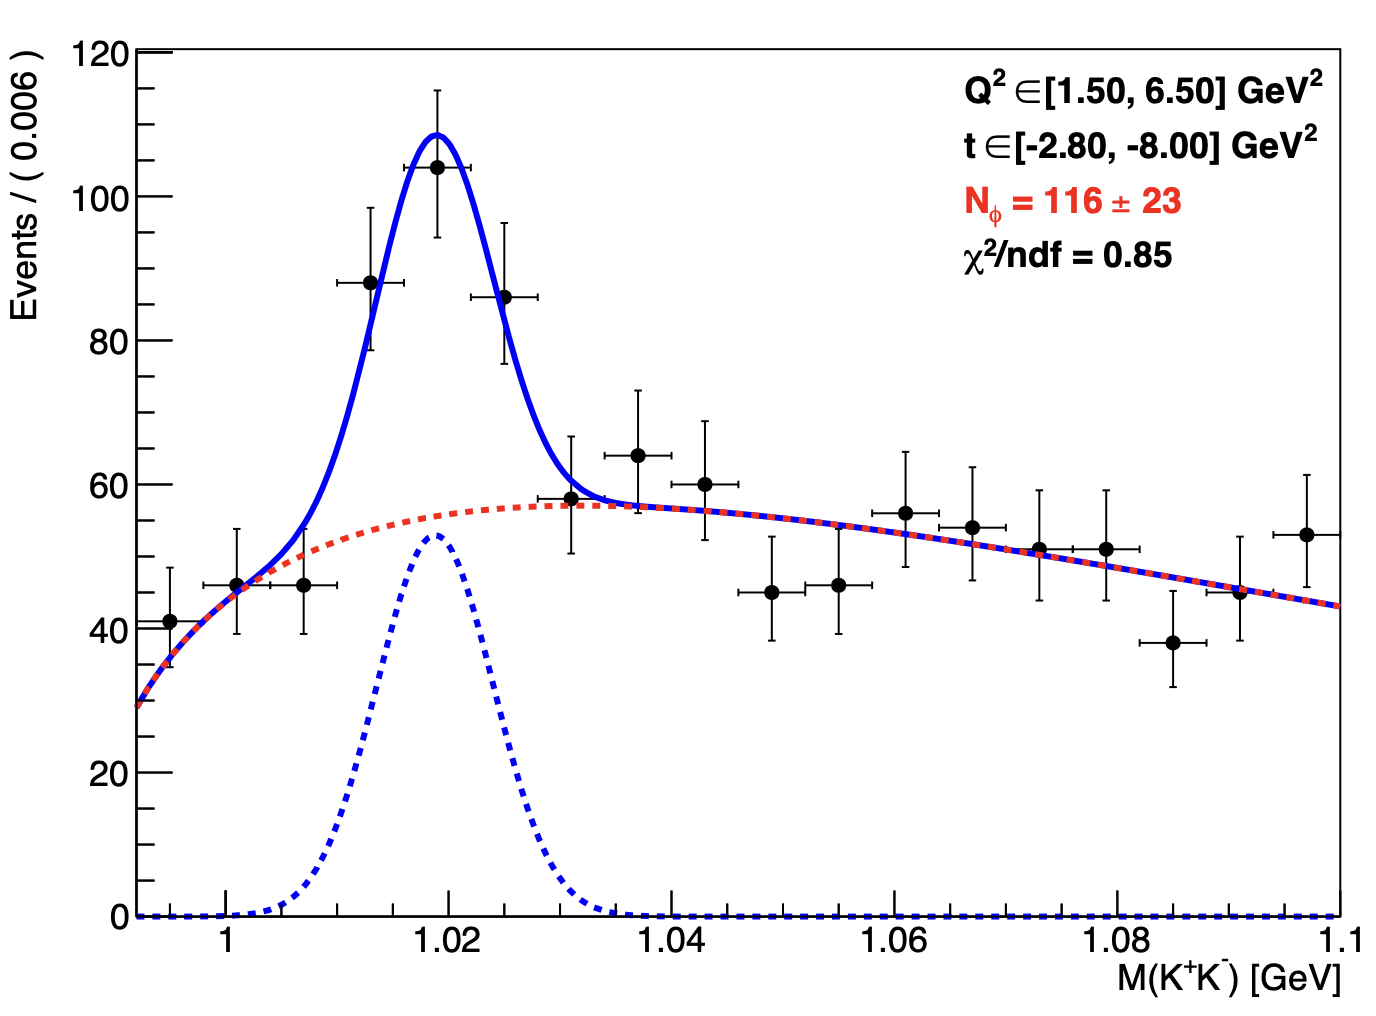 Events / ( 0.006 )
120
100
80
60
40
20
0
Q² ∈[1.50, 6.50] GeV²
t ∈[-2.80, -8.00] GeV²
Nϕ = 116 ± 23
χ²/ndf = 0.85
1 1.02 1.04 1.06 1.08 1.1
M(K⁺K⁻) [GeV]